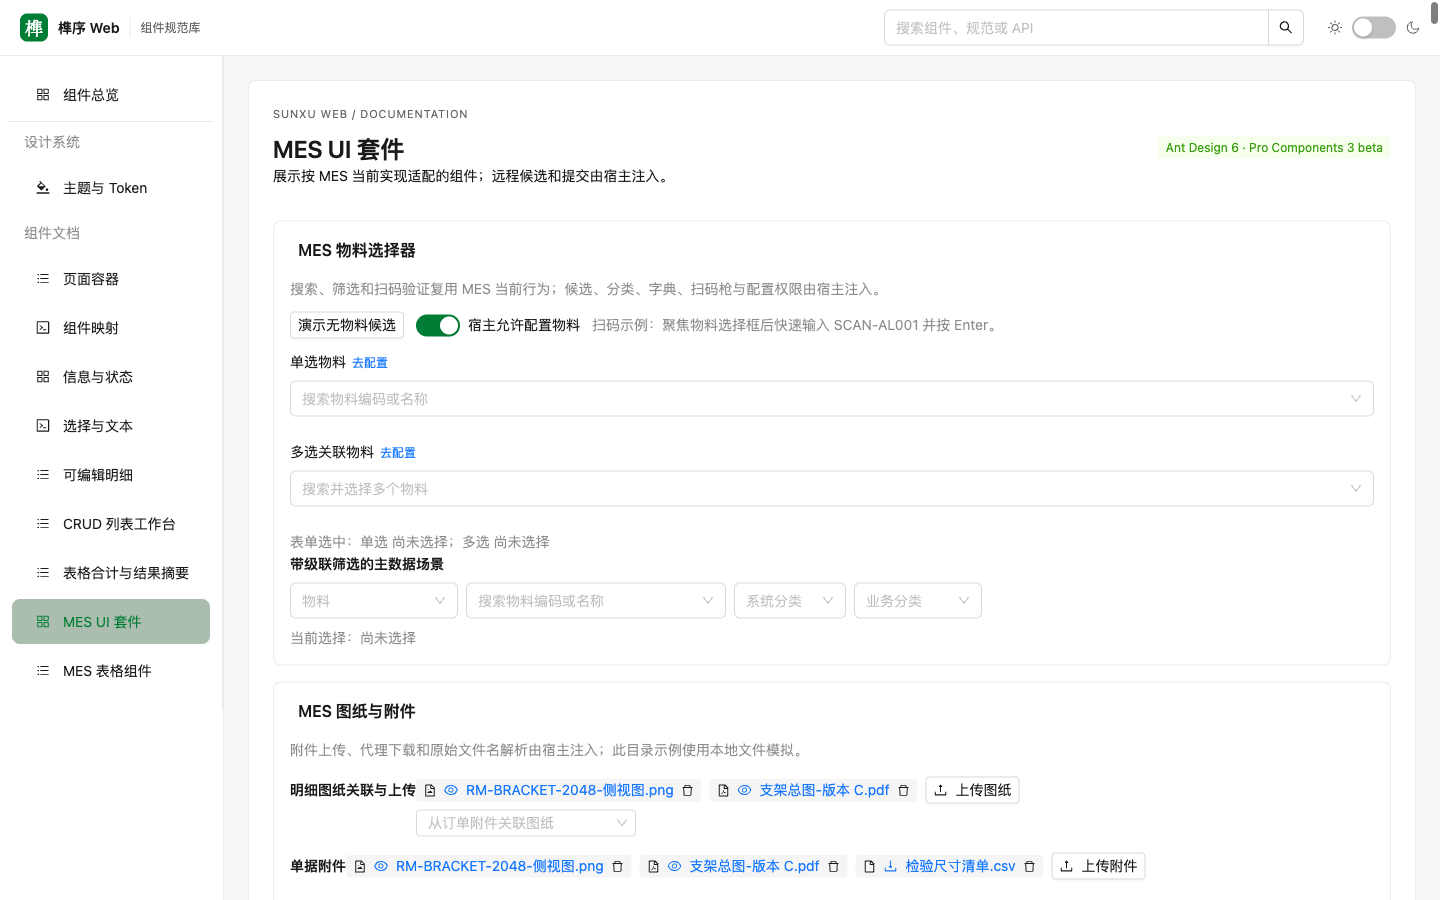 榫 榫序 Web 组件规范库
搜索组件、规范或 API
组件总览
设计系统
主题与 Token
组件文档
页面容器
组件映射
信息与状态
选择与文本
可编辑明细
CRUD 列表工作台
表格合计与结果摘要
MES UI 套件
MES 表格组件
SUNXU WEB / DOCUMENTATION
MES UI 套件
Ant Design 6 · Pro Components 3 beta
展示按 MES 当前实现适配的组件；远程候选和提交由宿主注入。
MES 物料选择器
搜索、筛选和扫码验证复用 MES 当前行为；候选、分类、字典、扫码枪与配置权限由宿主注入。
演示无物料候选 宿主允许配置物料 扫码示例：聚焦物料选择框后快速输入 SCAN-AL001 并按 Enter。
单选物料 去配置
搜索物料编码或名称
多选关联物料 去配置
搜索并选择多个物料
表单选中：单选 尚未选择；多选 尚未选择
带级联筛选的主数据场景
物料 搜索物料编码或名称 系统分类 业务分类
当前选择：尚未选择
MES 图纸与附件
附件上传、代理下载和原始文件名解析由宿主注入；此目录示例使用本地文件模拟。
明细图纸关联与上传 RM-BRACKET-2048-侧视图.png 支架总图-版本 C.pdf 上传图纸
从订单附件关联图纸
单据附件 RM-BRACKET-2048-侧视图.png 支架总图-版本 C.pdf 检验尺寸清单.csv 上传附件